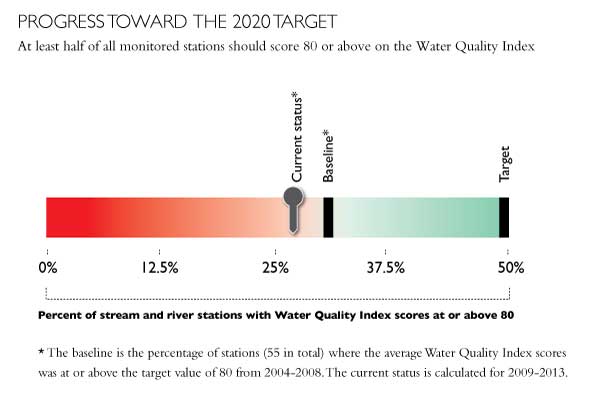 PROGRESS TOWARD THE 2020 TARGET
At least half of all monitored stations should score 80 or above on the Water Quality Index
Current status*
Baseline*
Target
0%
12.5%
25%
37.5%
50%
Percent of stream and river stations with Water Quality Index scores at or above 80
* The baseline is the percentage of stations (55 in total) where the average Water Quality Index scores
was at or above the target value of 80 from 2004-2008. The current status is calculated for 2009-2013.